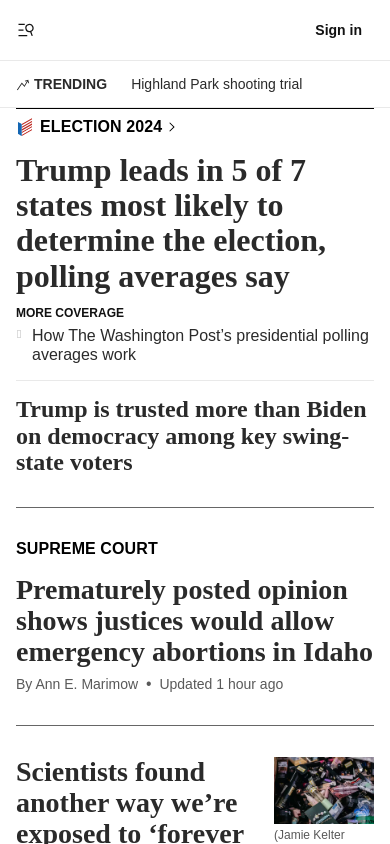 Sign in
TRENDING Highland Park shooting trial
ELECTION 2024
Trump leads in 5 of 7
states most likely to
determine the election,
polling averages say
MORE COVERAGE
How The Washington Post’s presidential polling
averages work
Trump is trusted more than Biden
on democracy among key swing-
state voters
SUPREME COURT
Prematurely posted opinion
shows justices would allow
emergency abortions in Idaho
By Ann E. Marimow • Updated 1 hour ago
Scientists found
another way we’re
exposed to ‘forever
(Jamie Kelter